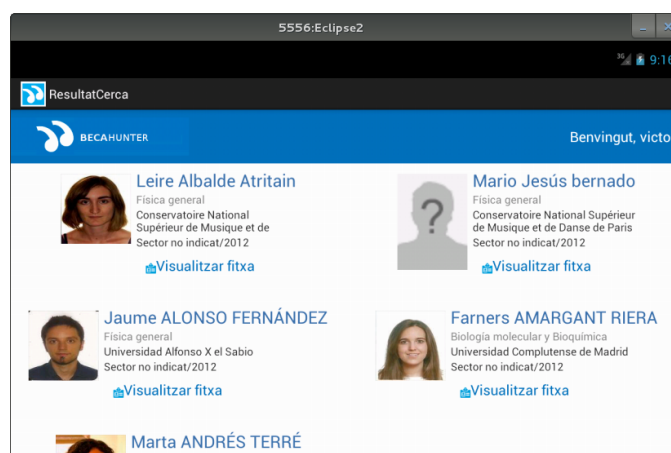 5556:Eclipse2
3G 9:16
ResultatCerca
BECAHUNTER
Benvingut, victo
Leire Albalde Atritain
Física general
Conservatoire National
Supérieur de Musique et de
Sector no indicat/2012
Visualitzar fitxa
Mario Jesús bernado
Física general
Conservatoire National Supérieur
de Musique et de Danse de Paris
Sector no indicat/2012
Visualitzar fitxa
Jaume ALONSO FERNÁNDEZ
Física general
Universidad Alfonso X el Sabio
Sector no indicat/2012
Visualitzar fitxa
Farners AMARGANT RIERA
Biología molecular y Bioquímica
Universidad Complutense de Madrid
Sector no indicat/2012
Visualitzar fitxa
Marta ANDRÉS TERRÉ